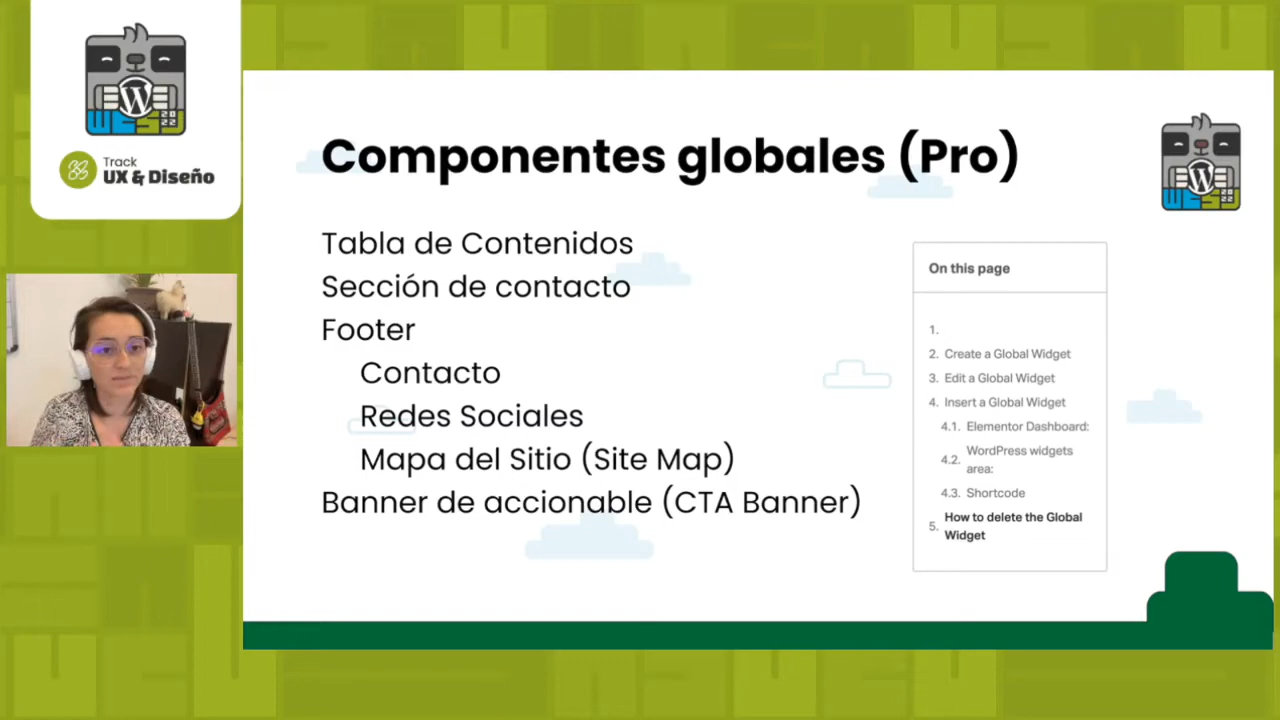 W
WESP
2022
Track
UX & Diseño
Componentes globales (Pro)
W
Tabla de Contenidos
Sección de contacto
Footer
Contacto
Redes Sociales
Mapa del Sitio (Site Map)
Banner de accionable (CTA Banner)
On this page
1.
2. Create a Global Widget
3. Edit a Global Widget
4. Insert a Global Widget
4.1. Elementor Dashboard:
4.2. WordPress widgets
area:
4.3. Shortcode
5. How to delete the Global
Widget